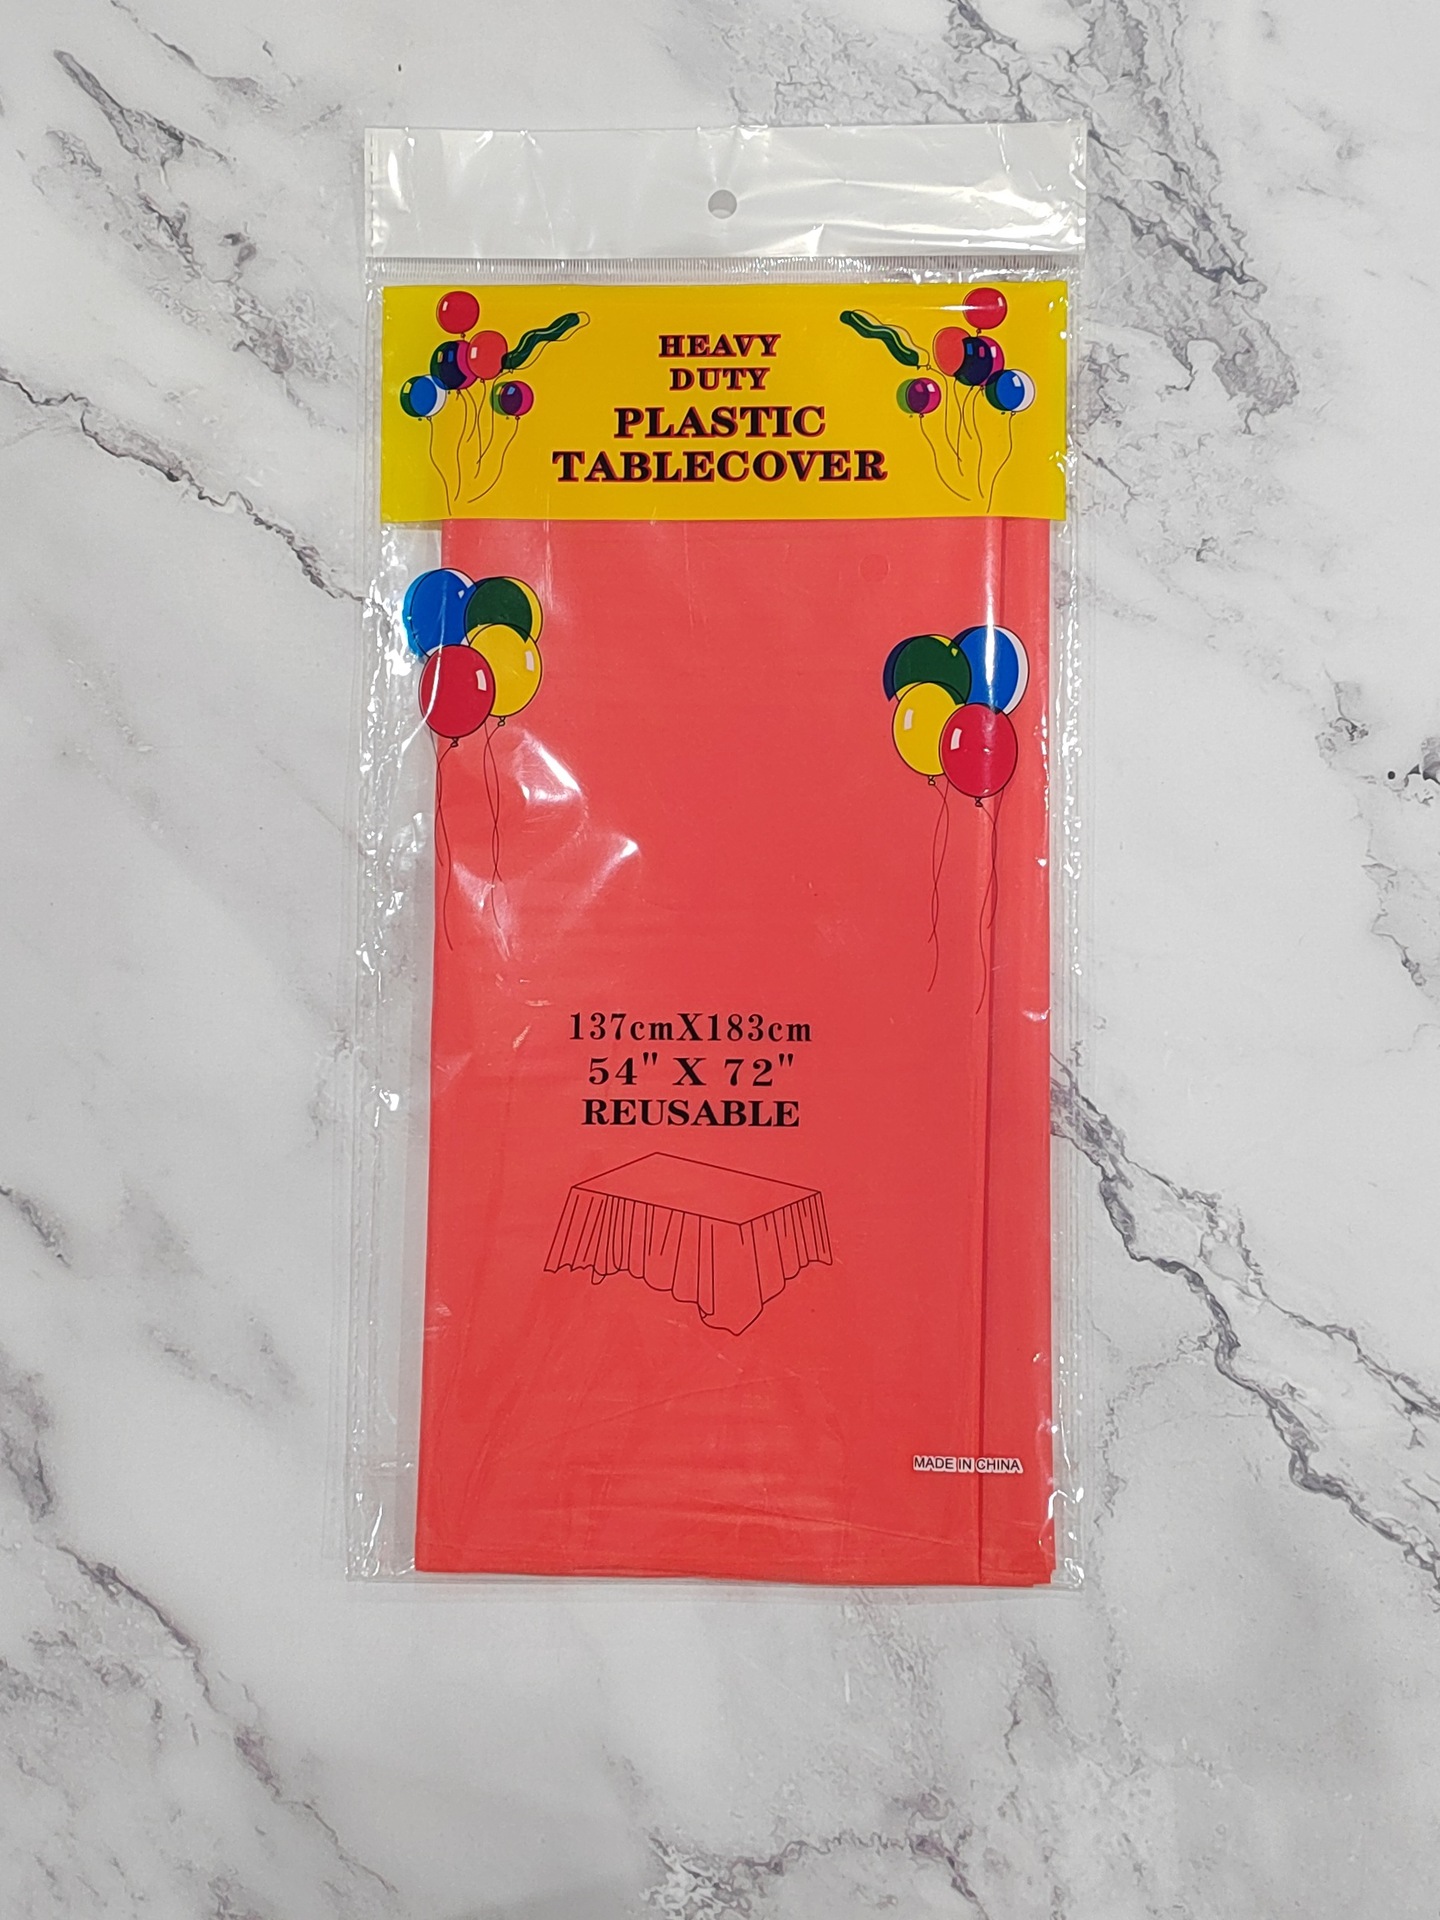 HEAVY
DUTY
PLASTIC
TABLECOVER
137cmX183cm
54" X 72"
REUSABLE
MADE IN CHINA